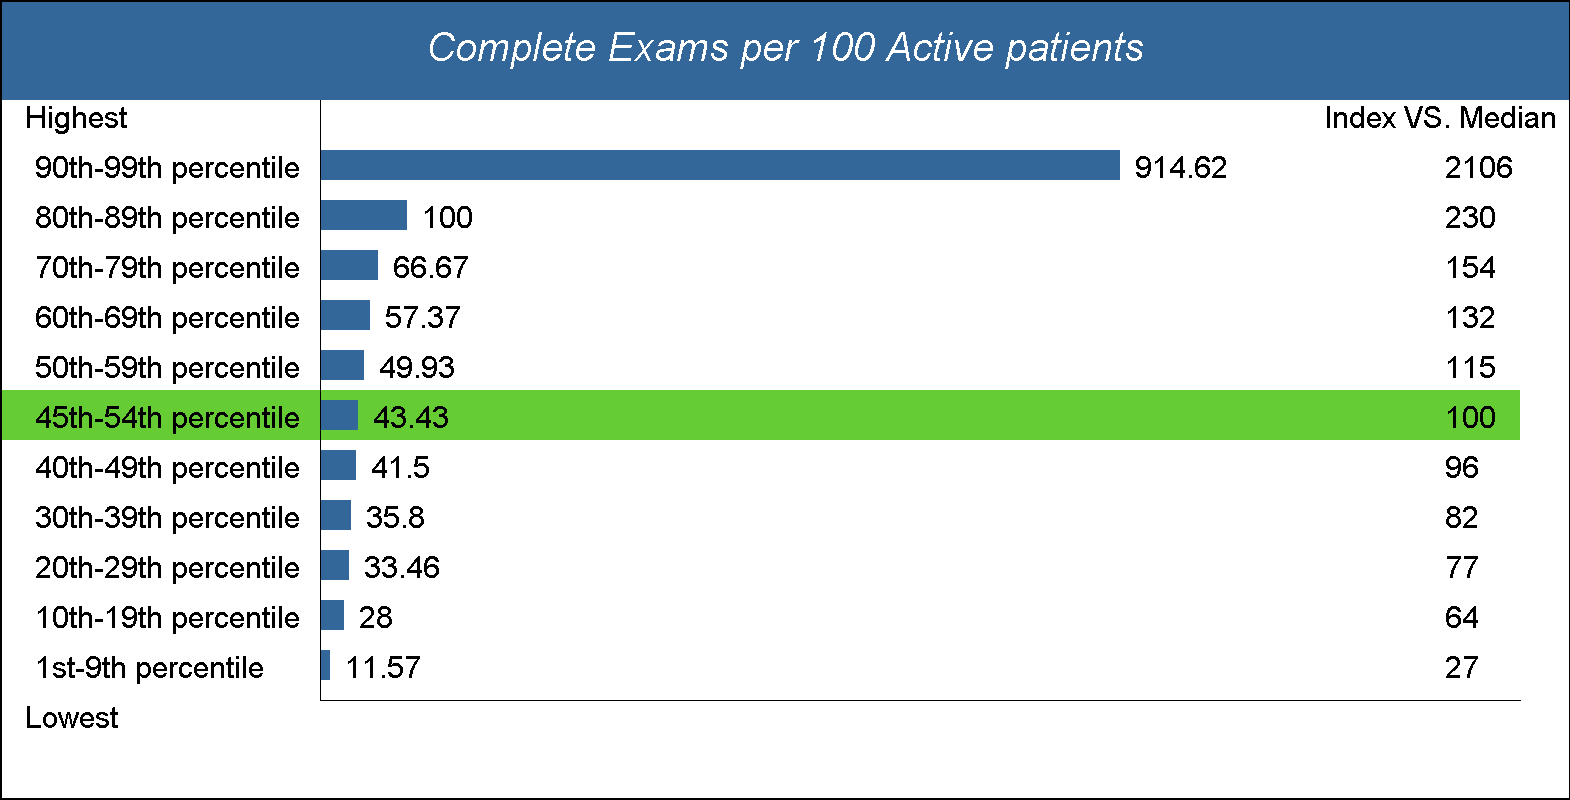 Complete Exams per 100 Active patients
Highest Index VS. Median
90th-99th percentile 914.62 2106
80th-89th percentile 100 230
70th-79th percentile 66.67 154
60th-69th percentile 57.37 132
50th-59th percentile 49.93 115
45th-54th percentile 43.43 100
40th-49th percentile 41.5 96
30th-39th percentile 35.8 82
20th-29th percentile 33.46 77
10th-19th percentile 28 64
1st-9th percentile 11.57 27
Lowest